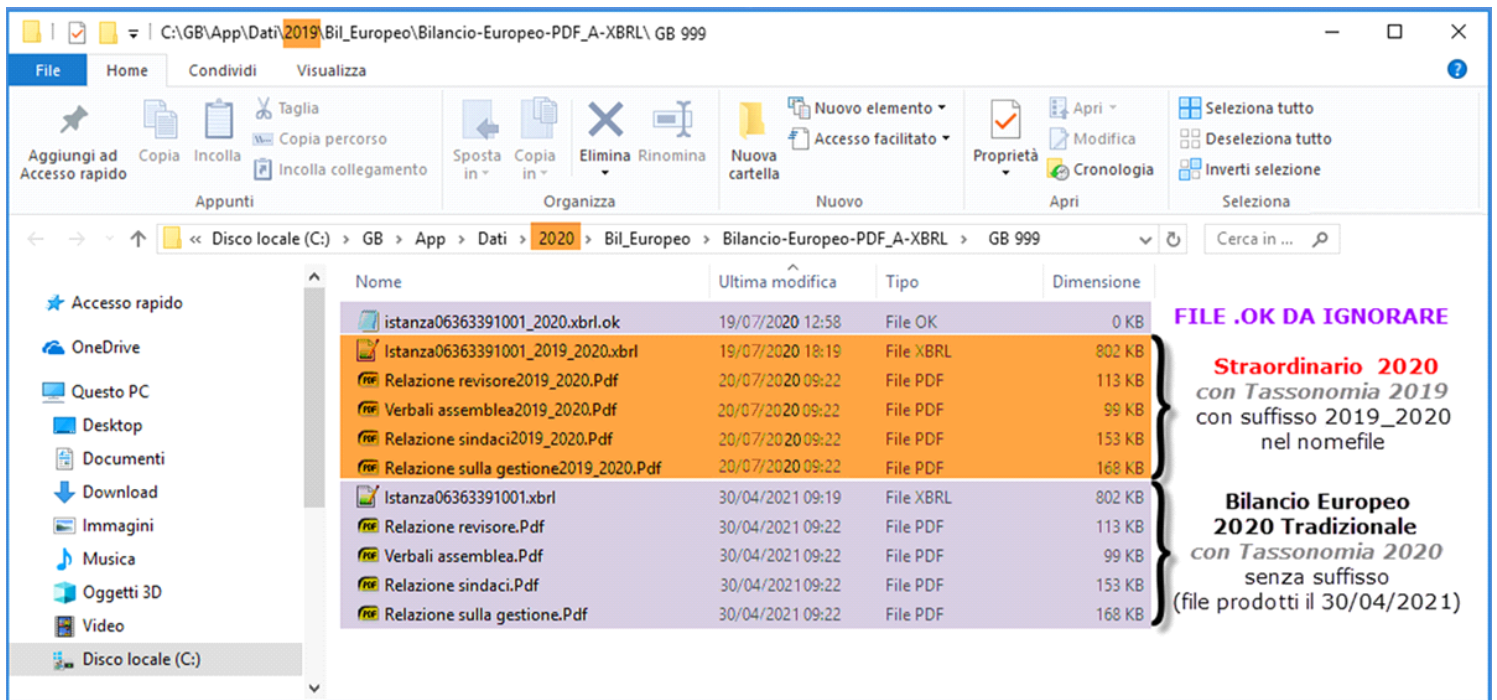 C:\GB\App\Dati\2019\Bil_Europeo\Bilancio-Europeo-PDF_A-XBRL\ GB 999
File Home Condividi Visualizza
Aggiungi ad Accesso rapido
Copia
Incolla
Taglia
Copia percorso
Incolla collegamento
Appunti
Sposta in
Copia in
Elimina
Rinomina
Organizza
Nuova cartella
Nuovo elemento
Accesso facilitato
Nuovo
Proprietà
Apri
Modifica
Cronologia
Apri
Seleziona tutto
Deseleziona tutto
Inverti selezione
Seleziona
« Disco locale (C:) > GB > App > Dati > 2020 > Bil_Europeo > Bilancio-Europeo-PDF_A-XBRL > GB 999
Cerca in ...
Accesso rapido
OneDrive
Questo PC
Desktop
Documenti
Download
Immagini
Musica
Oggetti 3D
Video
Disco locale (C:)
Nome Ultima modifica Tipo Dimensione
istanza06363391001_2020.xbrl.ok 19/07/2020 12:58 File OK 0 KB
Istanza06363391001_2019_2020.xbrl 19/07/2020 18:19 File XBRL 802 KB
Relazione revisore2019_2020.Pdf 20/07/2020 09:22 File PDF 113 KB
Verbali assemblea2019_2020.Pdf 20/07/2020 09:22 File PDF 99 KB
Relazione sindaci2019_2020.Pdf 20/07/2020 09:22 File PDF 153 KB
Relazione sulla gestione2019_2020.Pdf 20/07/2020 09:22 File PDF 168 KB
Istanza06363391001.xbrl 30/04/2021 09:19 File XBRL 802 KB
Relazione revisore.Pdf 30/04/2021 09:22 File PDF 113 KB
Verbali assemblea.Pdf 30/04/2021 09:22 File PDF 99 KB
Relazione sindaci.Pdf 30/04/2021 09:22 File PDF 153 KB
Relazione sulla gestione.Pdf 30/04/2021 09:22 File PDF 168 KB
FILE .OK DA IGNORARE
Straordinario 2020
con Tassonomia 2019
con suffisso 2019_2020
nel nomefile
Bilancio Europeo
2020 Tradizionale
con Tassonomia 2020
senza suffisso
(file prodotti il 30/04/2021)